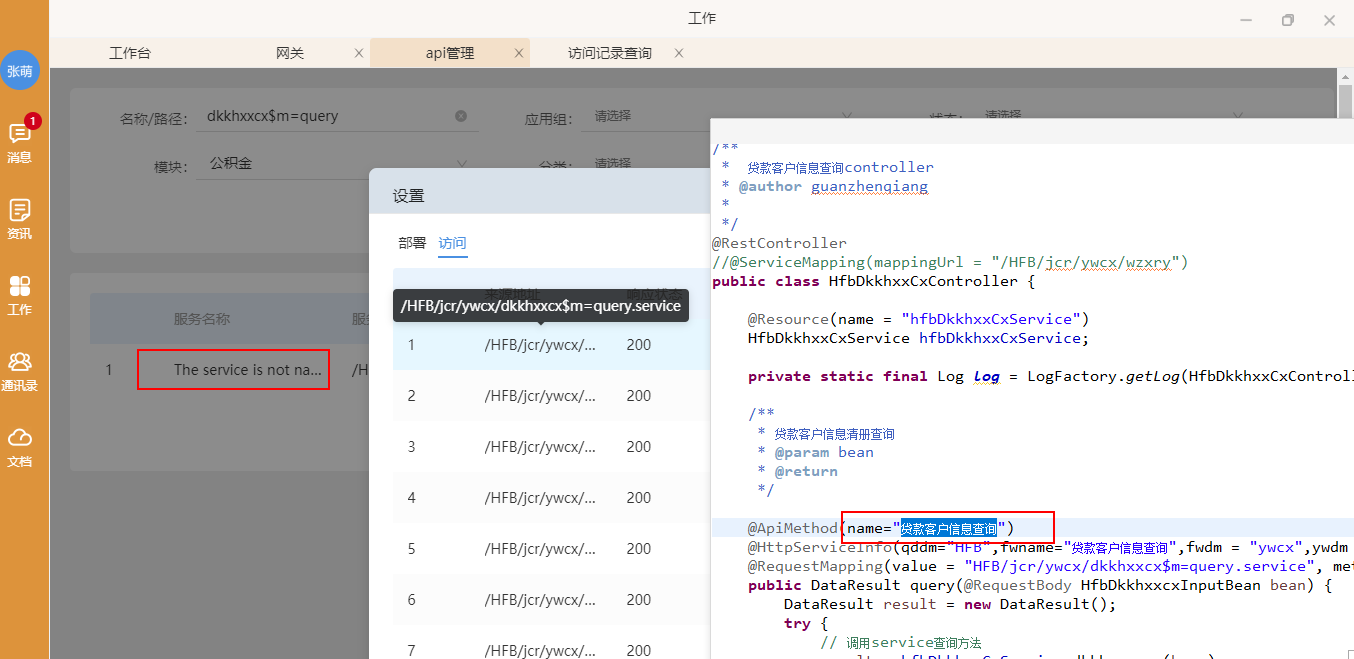 工作
工作台 网关 api管理 访问记录查询
张萌
1
消息
资讯
工作
通讯录
文档
名称/路径: dkkhxxcx$m=query 应用组: 请选择 状态: 请选择
模块: 公积金 分类: 请选择
服务名称
1 The service is not na... /H
设置
部署 访问
来源地址 响应状态
/HFB/jcr/ywcx/dkkhxxcx$m=query.service
1 /HFB/jcr/ywcx/... 200
2 /HFB/jcr/ywcx/... 200
3 /HFB/jcr/ywcx/... 200
4 /HFB/jcr/ywcx/... 200
5 /HFB/jcr/ywcx/... 200
6 /HFB/jcr/ywcx/... 200
7 /HFB/jcr/ywcx/... 200
/**
* 贷款客户信息查询controller
* @author guanzhenqiang
*
*/
@RestController
//@ServiceMapping(mappingUrl = "/HFB/jcr/ywcx/wzxry")
public class HfbDkkhxxCxController {
@Resource(name = "hfbDkkhxxCxService")
HfbDkkhxxCxService hfbDkkhxxCxService;
private static final Log log = LogFactory.getLog(HfbDkkhxxCxControll
/**
* 贷款客户信息清册查询
* @param bean
* @return
*/
@ApiMethod(name="贷款客户信息查询")
@HttpServiceInfo(qddm="HFB",fwname="贷款客户信息查询",fwdm = "ywcx",ywdm
@RequestMapping(value = "HFB/jcr/ywcx/dkkhxxcx$m=query.service", met
public DataResult query(@RequestBody HfbDkkhxxcxInputBean bean) {
DataResult result = new DataResult();
try {
// 调用service查询方法